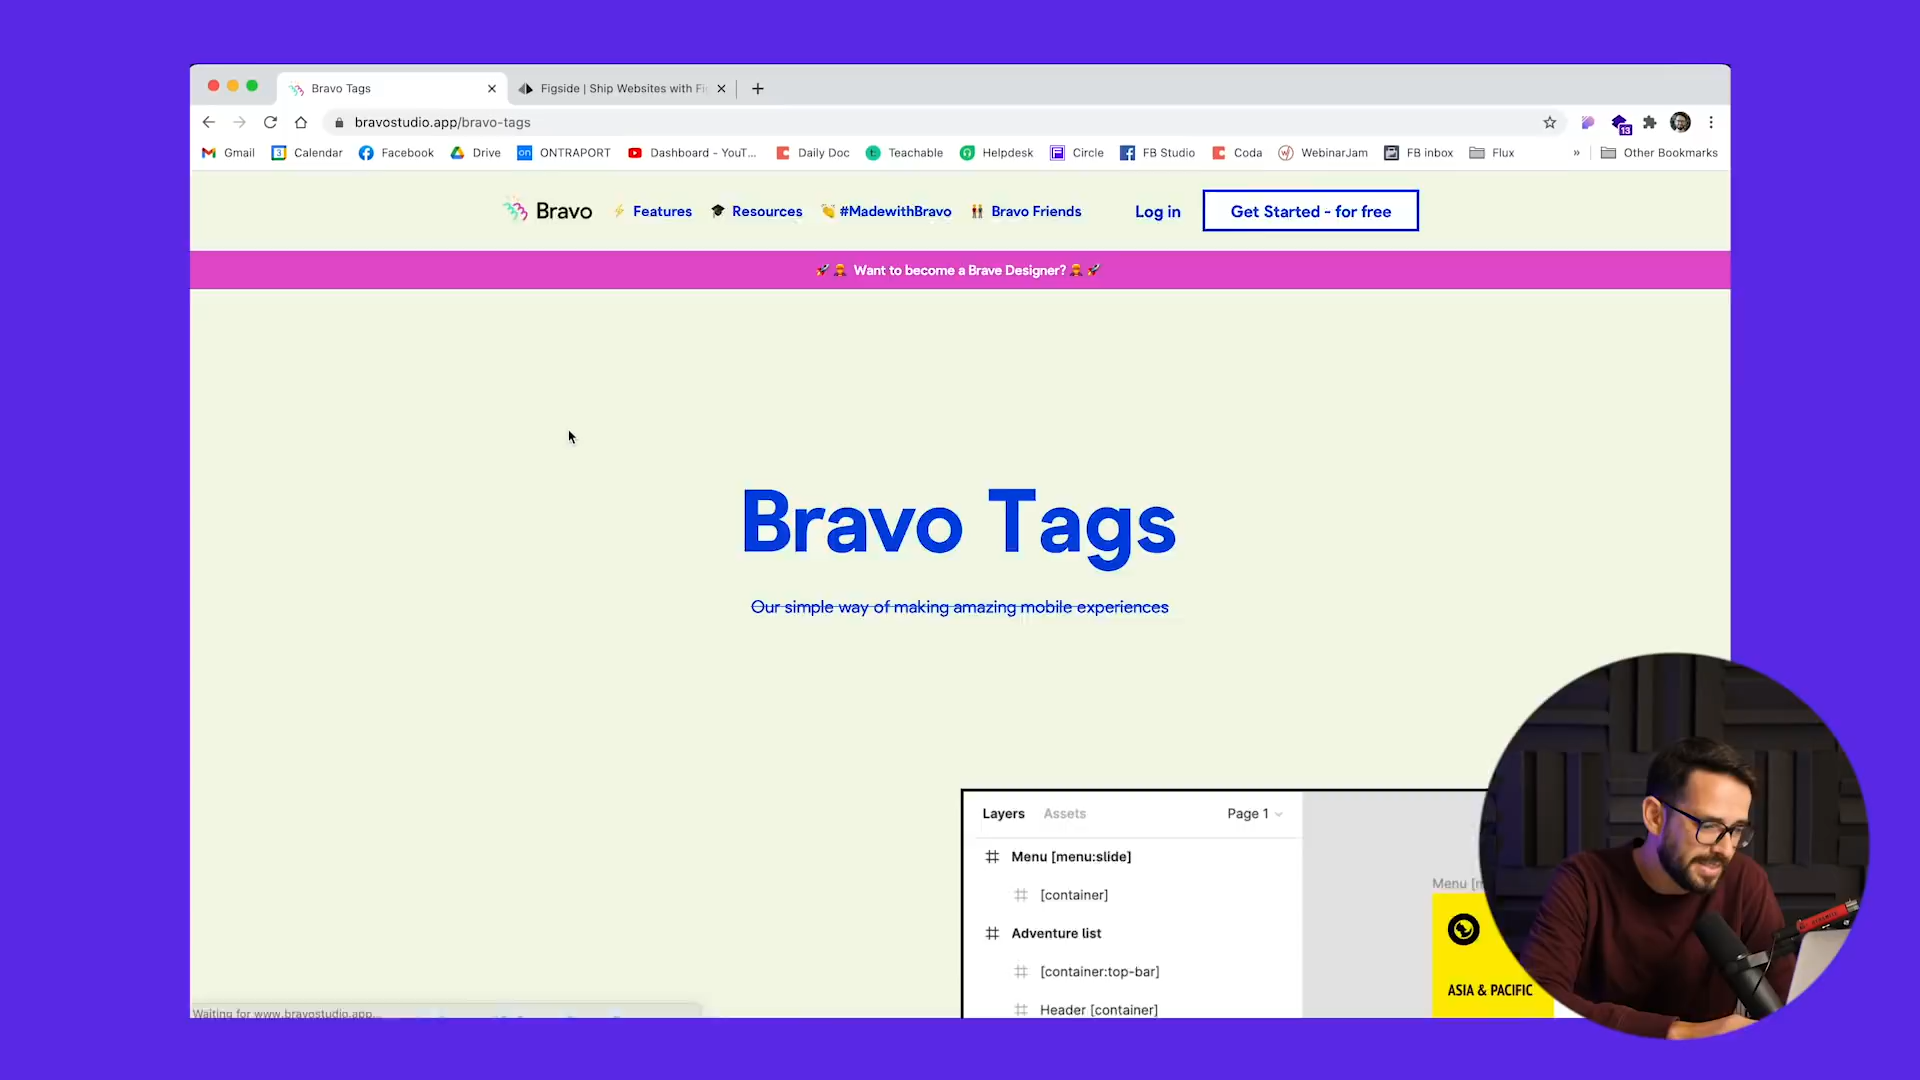 Bravo Tags
Figside | Ship Websites with Fi
bravostudio.app/bravo-tags
13
Gmail
3
Calendar
Facebook
Drive
on
ONTRAPORT
Dashboard - YouT...
Daily Doc
Teachable
Helpdesk
Circle
FB Studio
Coda
WebinarJam
FB inbox
Flux
»
Other Bookmarks
Bravo
Features
Resources
#MadewithBravo
Bravo Friends
Log in
Get Started - for free
Want to become a Brave Designer?
Bravo Tags
Our simple way of making amazing mobile experiences
Layers
Assets
Page 1
Menu [menu:slide]
[container]
Menu [m
Adventure list
[container:top-bar]
ASIA & PACIFIC
Header [container]
Waiting for www.bravostudio.app...